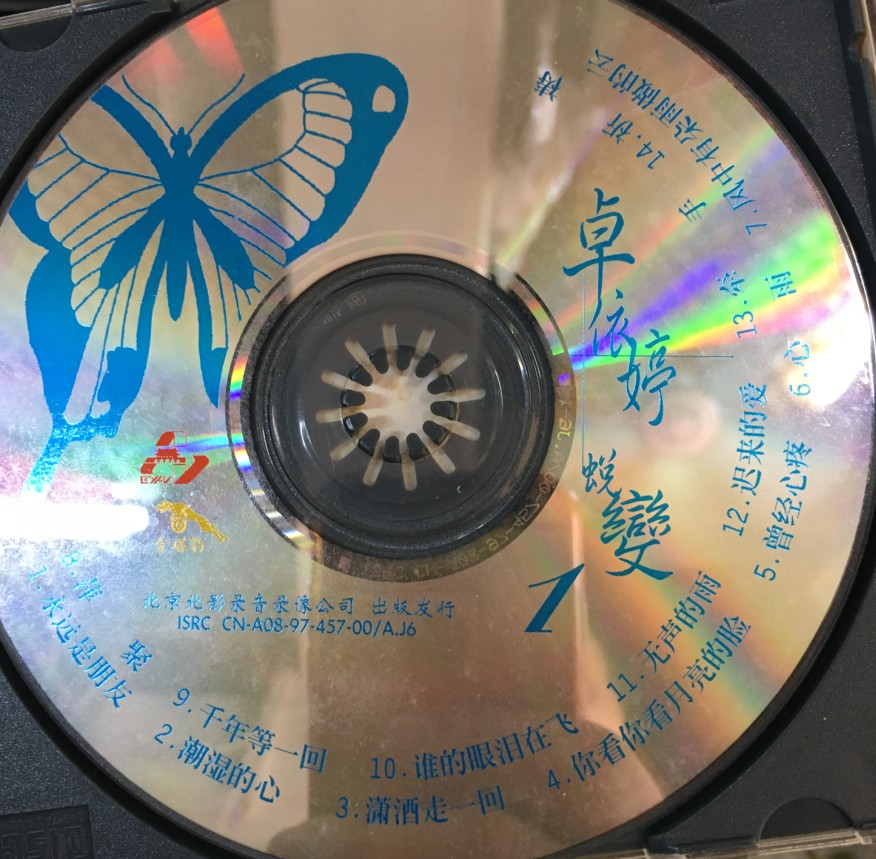 卓依婷
蜕變
1
北京北影录音录像公司 出版发行
ISRC CN-A08-97-457-00/A.J6
1.永远是朋友
2.潮湿的心
3.潇洒走一回
4.你看你看月亮的脸
5.曾经心疼
6.心雨
7.风中有朵雨做的云
8.难聚
9.千年等一回
10.谁的眼泪在飞
11.无声的雨
12.迟来的爱
13.牵手
14.祈祷